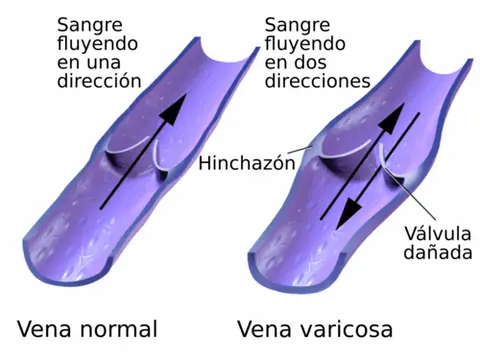 Sangre
fluyendo
en una
dirección
Sangre
fluyendo
en dos
direcciones
Hinchazón
Válvula
dañada
Vena normal
Vena varicosa